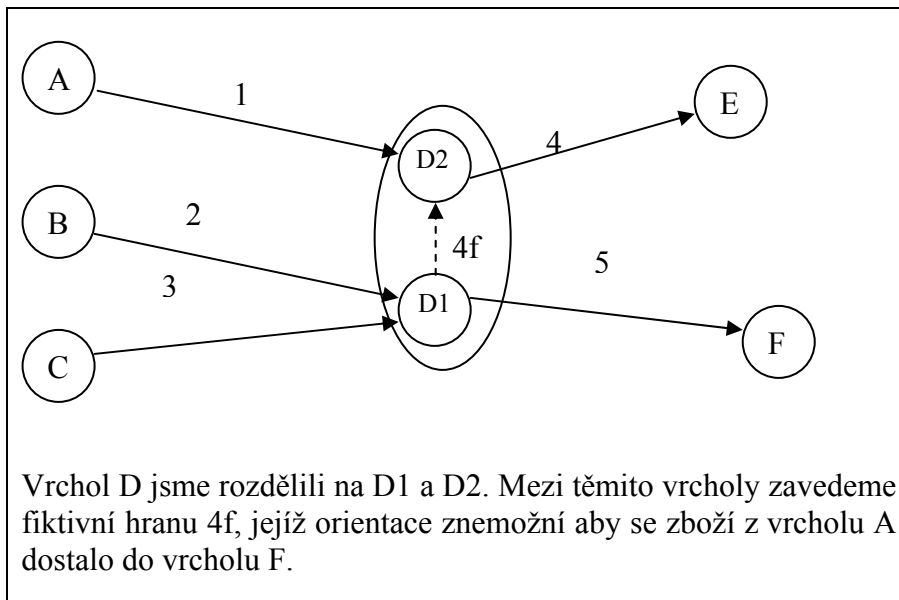 A
1
E
D2
4
B
2
4f
5
3
D1
F
C
Vrchol D jsme rozdělili na D1 a D2. Mezi těmito vrcholy zavedeme
fiktivní hranu 4f, jejíž orientace znemožní aby se zboží z vrcholu A
dostalo do vrcholu F.